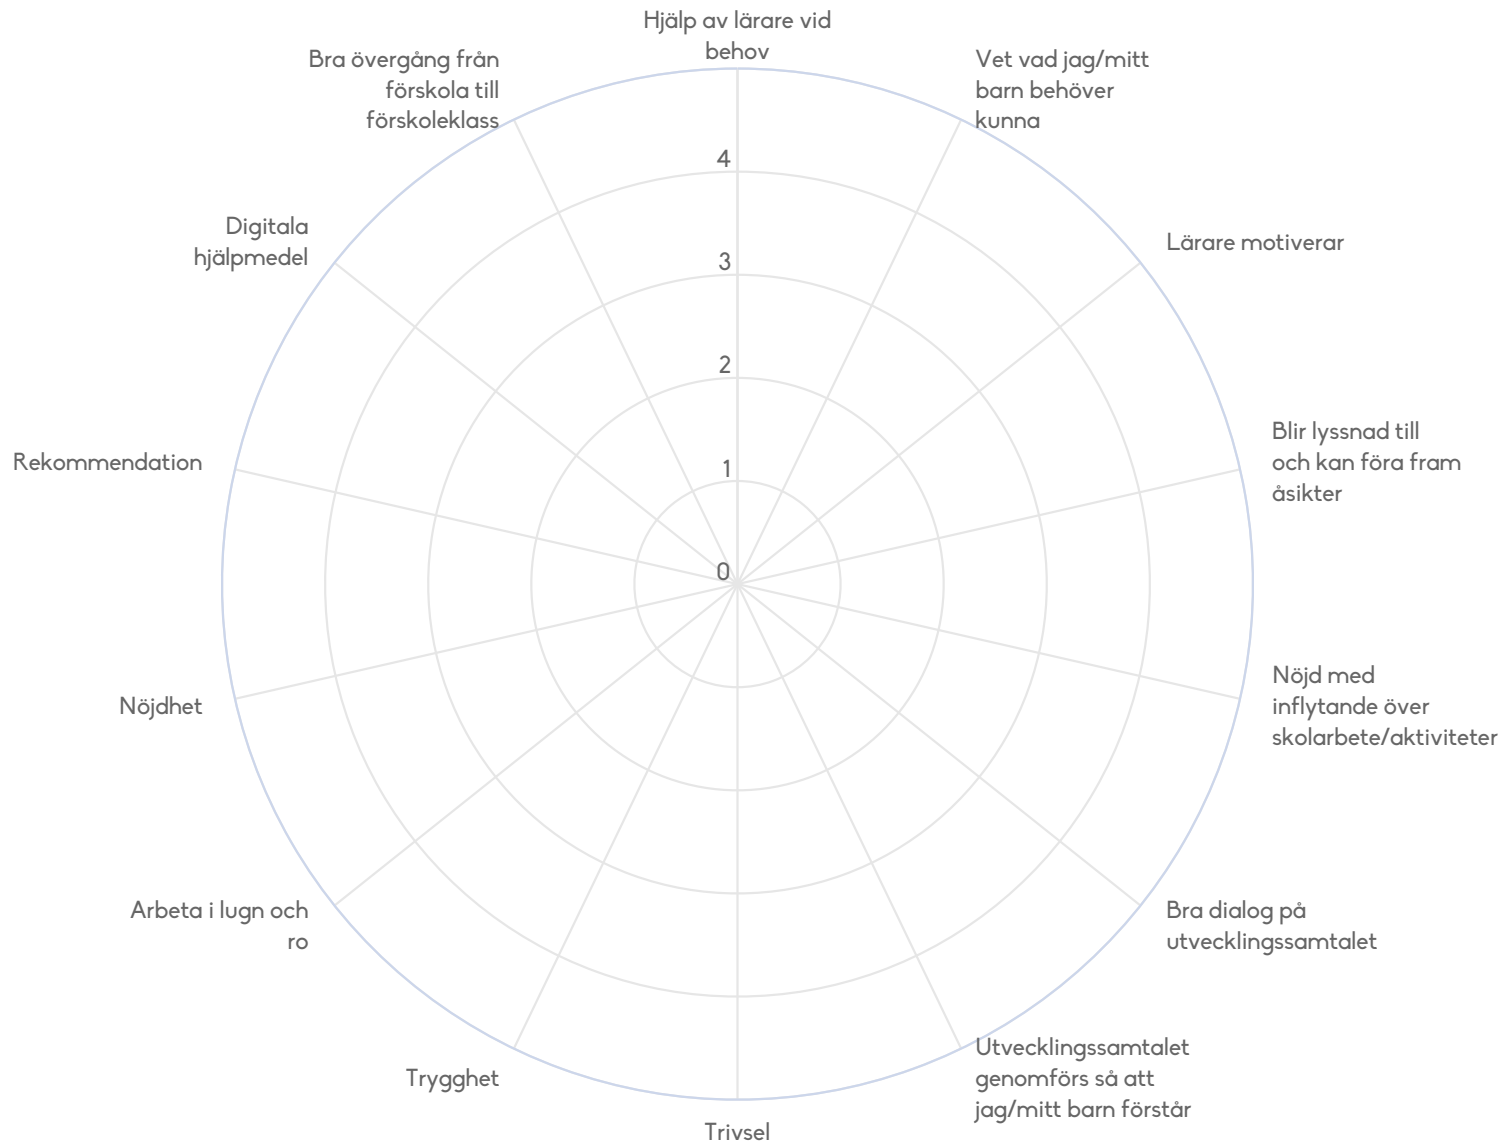 Hjälp av lärare vid
behov
Vet vad jag/mitt
barn behöver
kunna
Lärare motiverar
Blir lyssnad till
och kan föra fram
åsikter
Nöjd med
inflytande över
skolarbete/aktiviteter
Bra dialog på
utvecklingssamtalet
Utvecklingssamtalet
genomförs så att
jag/mitt barn förstår
Trivsel
Trygghet
Arbeta i lugn och
ro
Nöjdhet
Rekommendation
Digitala
hjälpmedel
Bra övergång från
förskola till
förskoleklass
4
3
2
1
0